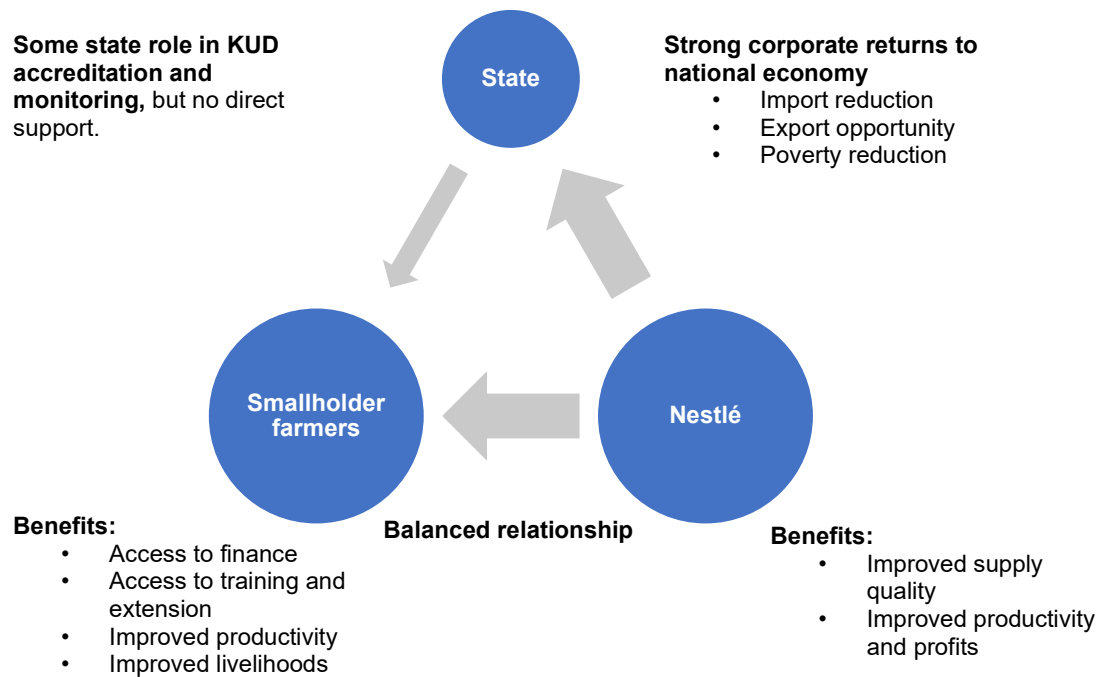 Some state role in KUD
accreditation and
monitoring, but no direct
support.
State
Strong corporate returns to
national economy
• Import reduction
• Export opportunity
• Poverty reduction
Smallholder
farmers
Nestlé
Balanced relationship
Benefits:
• Access to finance
• Access to training and
extension
• Improved productivity
• Improved livelihoods
Benefits:
• Improved supply
quality
• Improved productivity
and profits